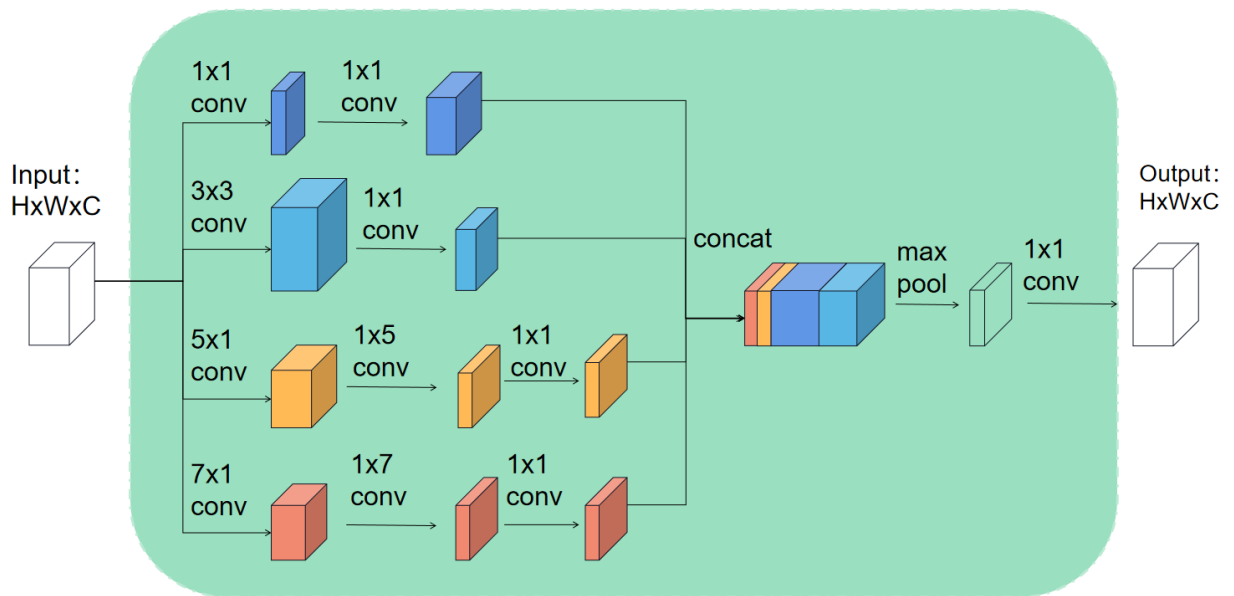 Input:
HxWxC
1x1
conv
1x1
conv
3x3
conv
1x1
conv
5x1
conv
1x5
conv
1x1
conv
7x1
conv
1x7
conv
1x1
conv
concat
max
pool
1x1
conv
Output:
HxWxC